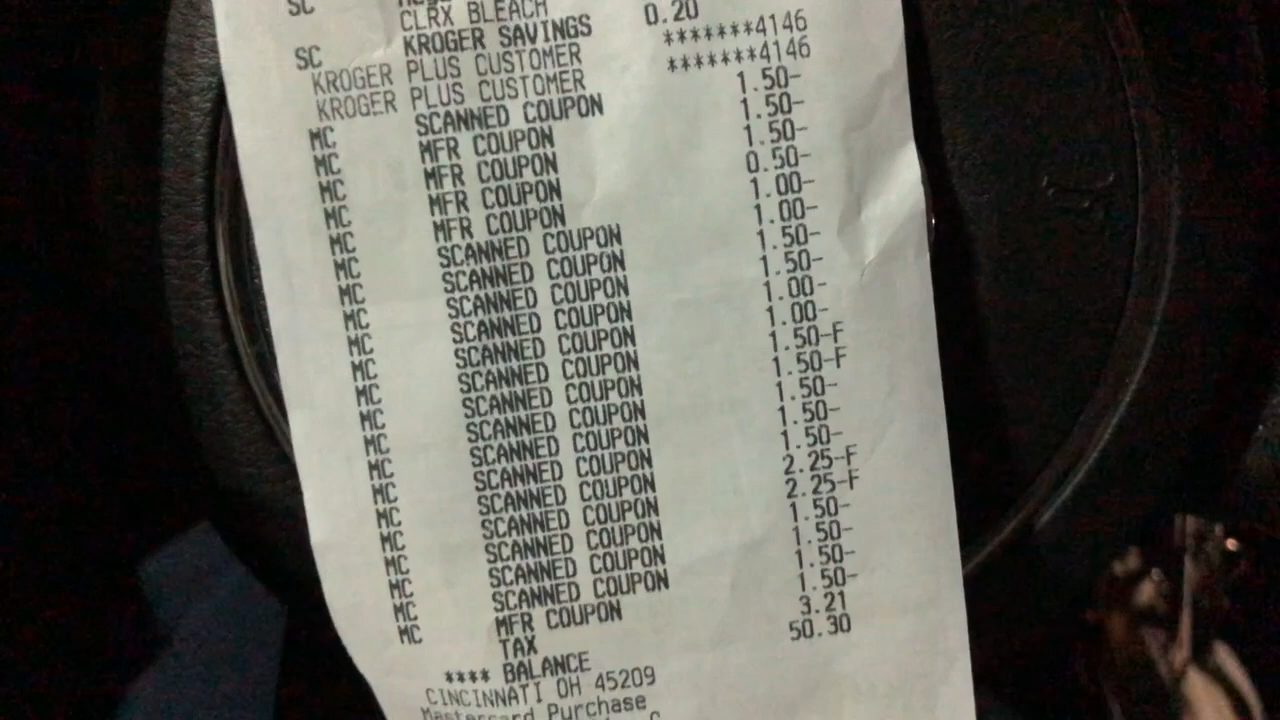 SC
CLRX BLEACH
SC KROGER SAVINGS 0.20
KROGER PLUS CUSTOMER *******4146
KROGER PLUS CUSTOMER *******4146
MC SCANNED COUPON 1.50-
MC MFR COUPON 1.50-
MC MFR COUPON 1.50-
MC MFR COUPON 0.50-
MC MFR COUPON 1.00-
MC SCANNED COUPON 1.00-
MC SCANNED COUPON 1.50-
MC SCANNED COUPON 1.50-
MC SCANNED COUPON 1.00-
MC SCANNED COUPON 1.00-
MC SCANNED COUPON 1.50-F
MC SCANNED COUPON 1.50-F
MC SCANNED COUPON 1.50-
MC SCANNED COUPON 1.50-
MC SCANNED COUPON 1.50-
MC SCANNED COUPON 2.25-F
MC SCANNED COUPON 2.25-F
MC SCANNED COUPON 1.50-
MC SCANNED COUPON 1.50-
MC SCANNED COUPON 1.50-
MC MFR COUPON 1.50-
TAX 3.21
**** BALANCE 50.30
CINCINNATI OH 45209
Mastercard Purchase